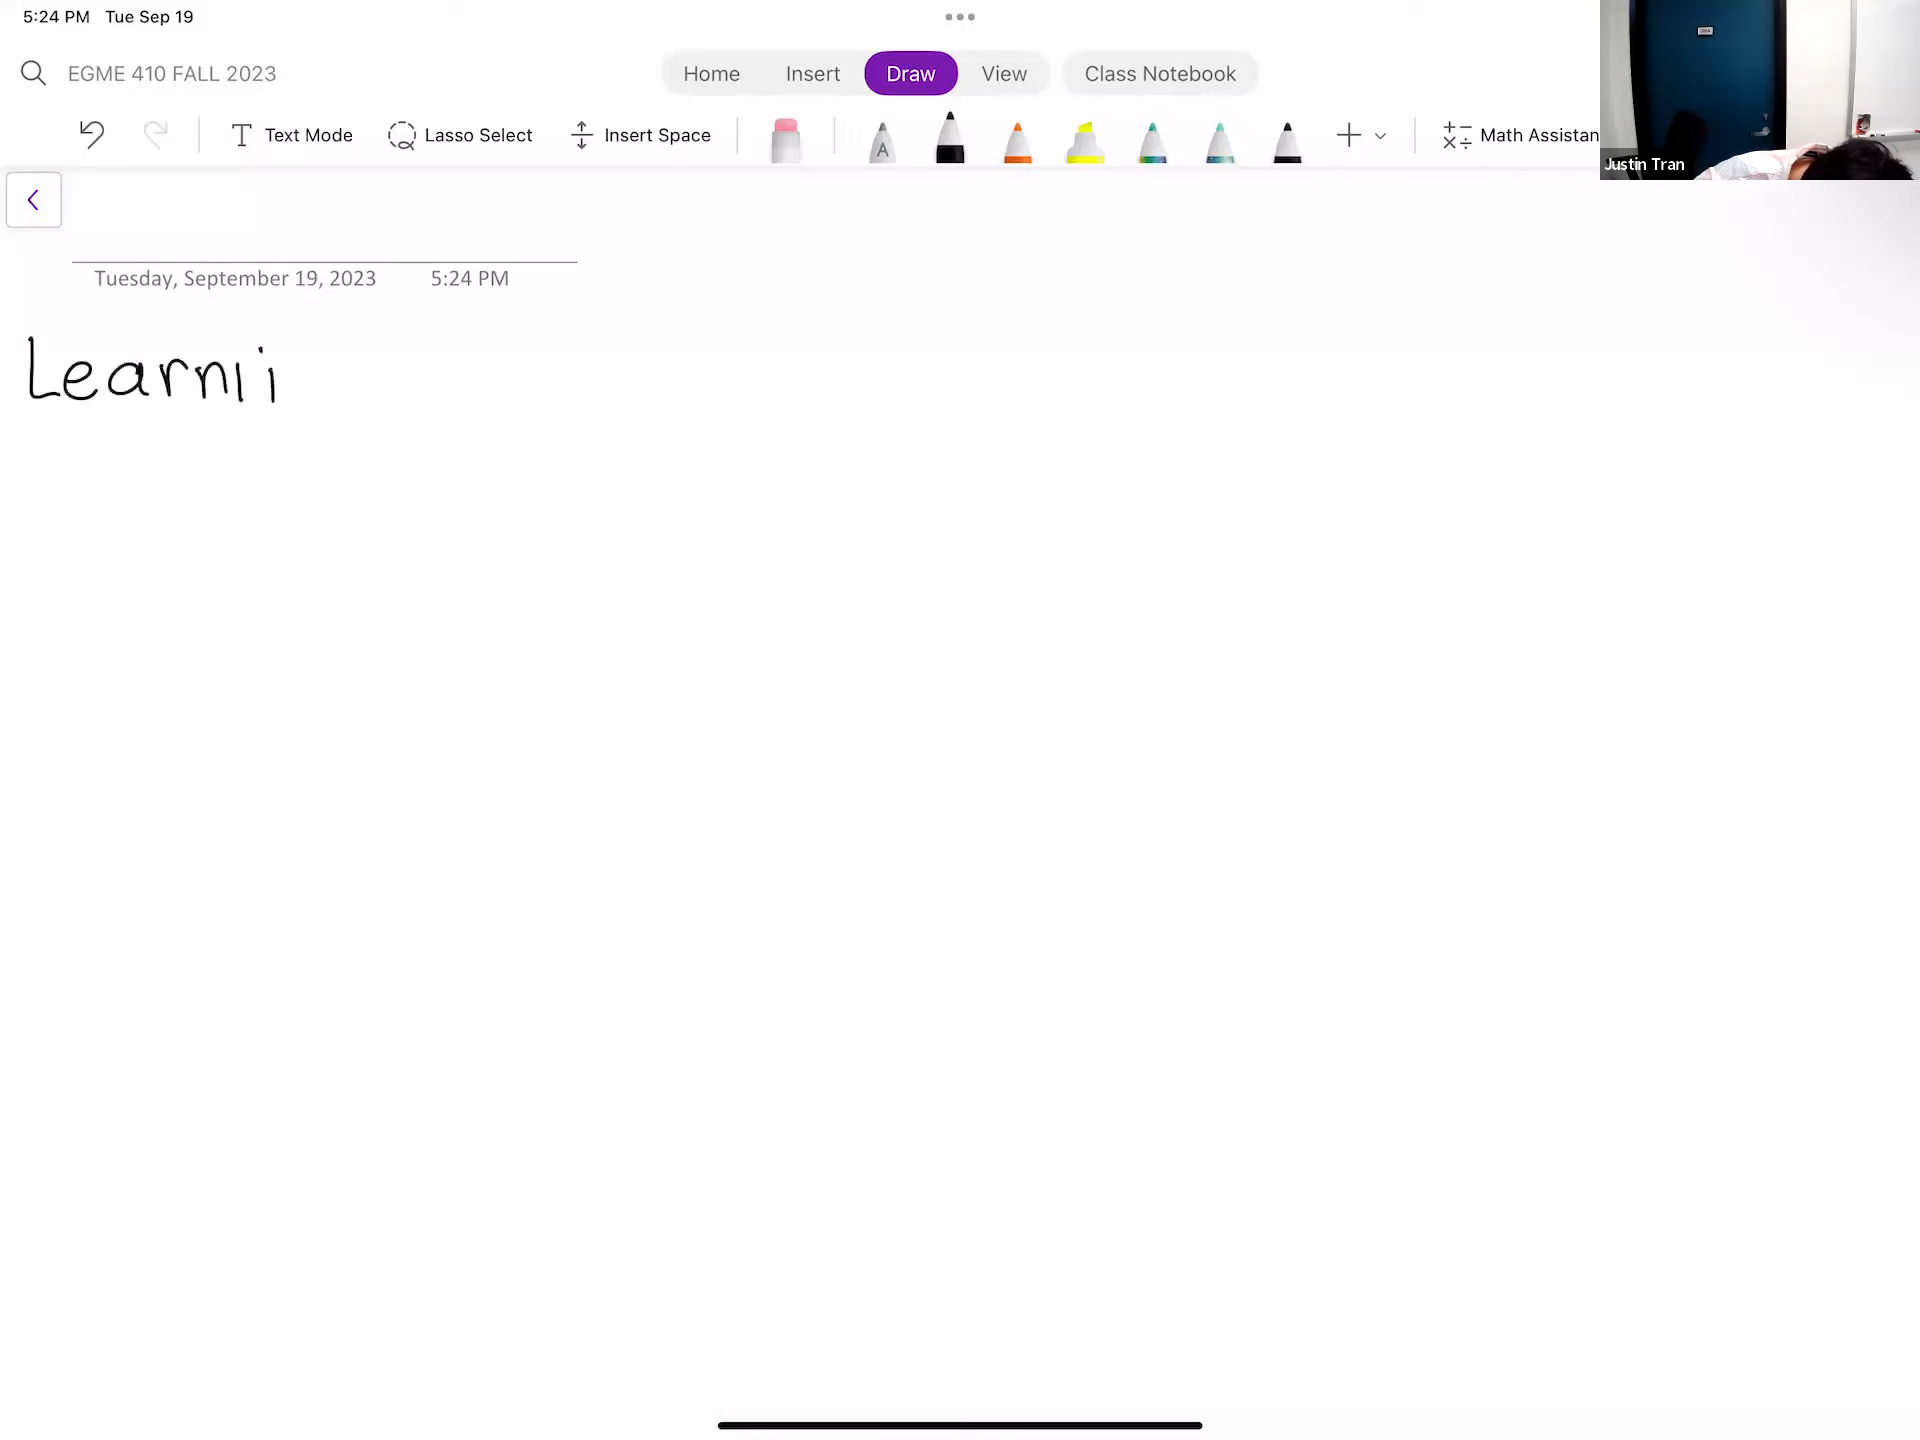 5:24 PM Tue Sep 19
EGME 410 FALL 2023
Home Insert Draw View Class Notebook
Text Mode Lasso Select Insert Space A Math Assistan
Justin Tran
Tuesday, September 19, 2023 5:24 PM
Learnii